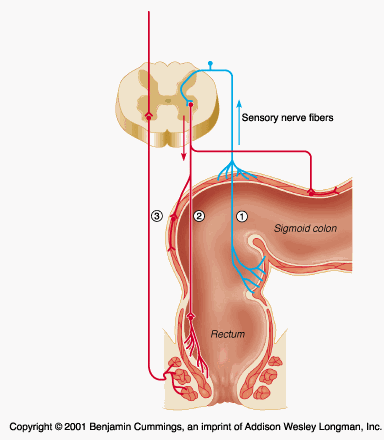 Sensory nerve fibers
3 2 1
Sigmoid colon
Rectum
Copyright © 2001 Benjamin Cummings, an imprint of Addison Wesley Longman, Inc.